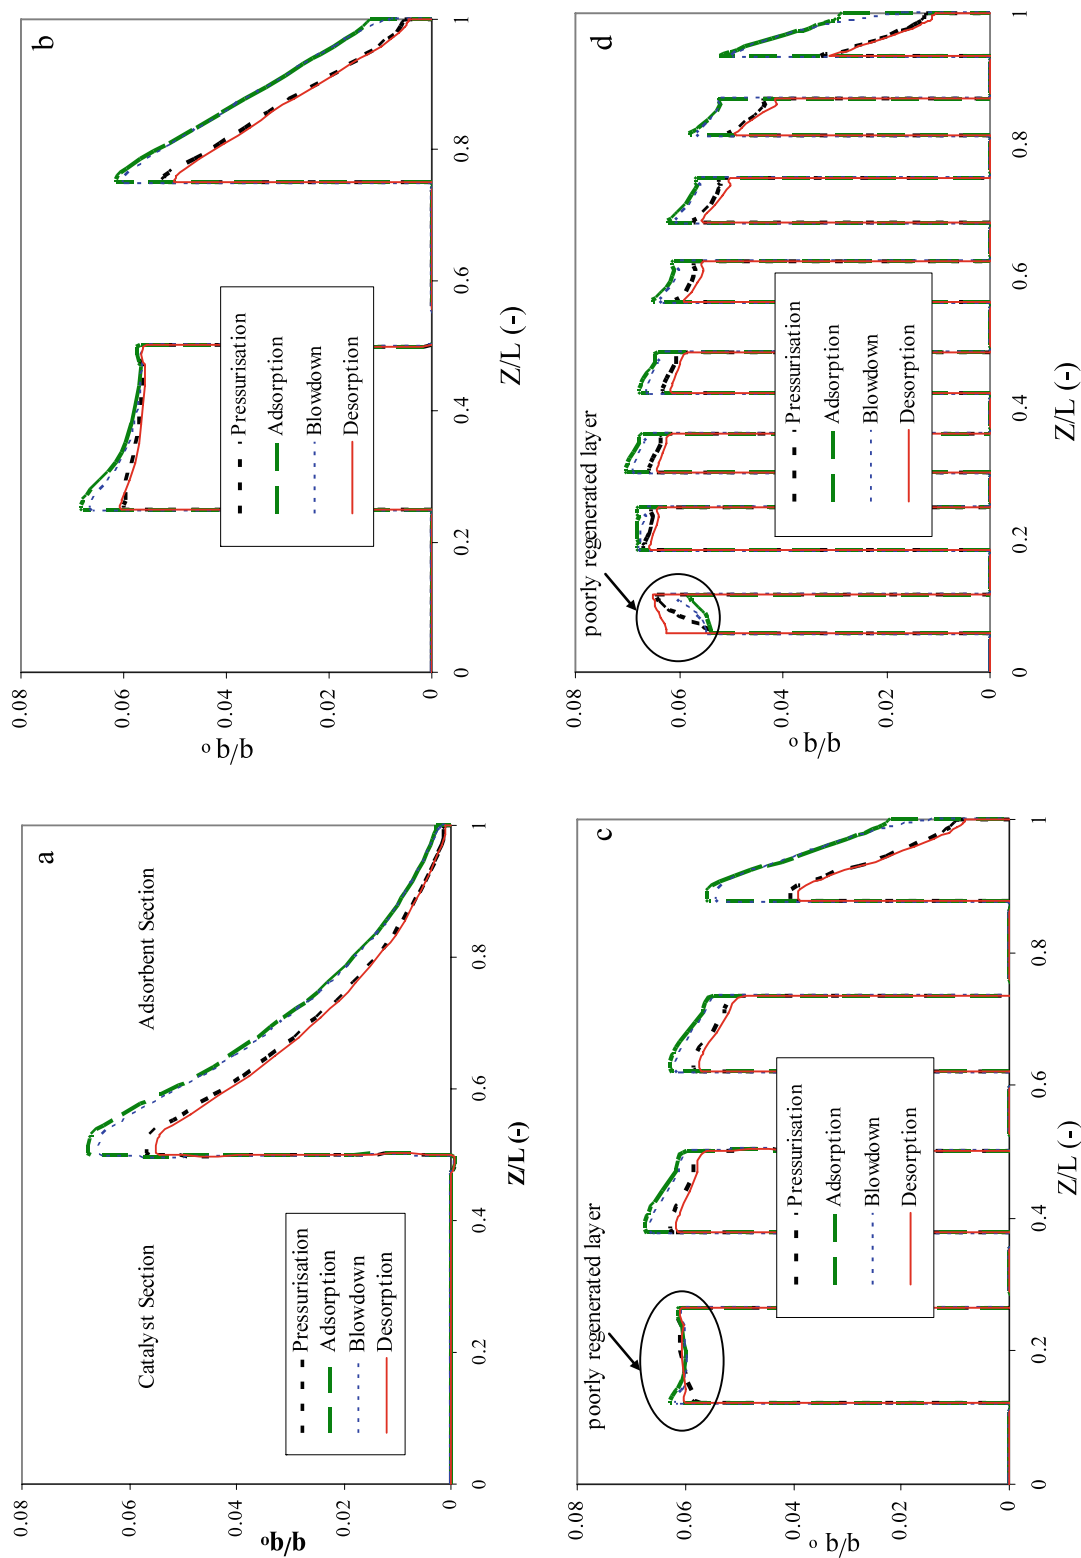 a
Catalyst Section
Adsorbent Section
Pressurisation
Adsorption
Blowdown
Desorption
0.08
0.06
0.04
0.02
0
q/qo
0
0.2
0.4
0.6
0.8
1
Z/L (-)
b
Pressurisation
Adsorption
Blowdown
Desorption
0.08
0.06
0.04
0.02
0
q/q o
0
0.2
0.4
0.6
0.8
1
Z/L (-)
c
poorly regenerated layer
Pressurisation
Adsorption
Blowdown
Desorption
0.08
0.06
0.04
0.02
0
q/q o
0
0.2
0.4
0.6
0.8
1
Z/L (-)
d
poorly regenerated layer
Pressurisation
Adsorption
Blowdown
Desorption
0.08
0.06
0.04
0.02
0
q/q o
0
0.2
0.4
0.6
0.8
1
Z/L (-)